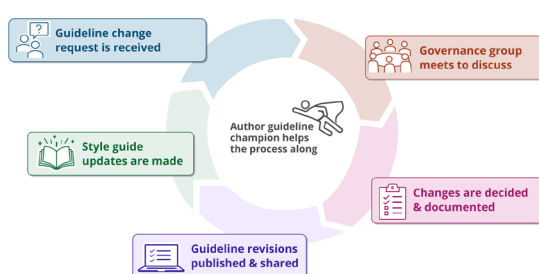 Guideline change
request is received
?
Governance group
meets to discuss
Author guideline
champion helps
the process along
Style guide
updates are made
Changes are decided
& documented
Guideline revisions
published & shared